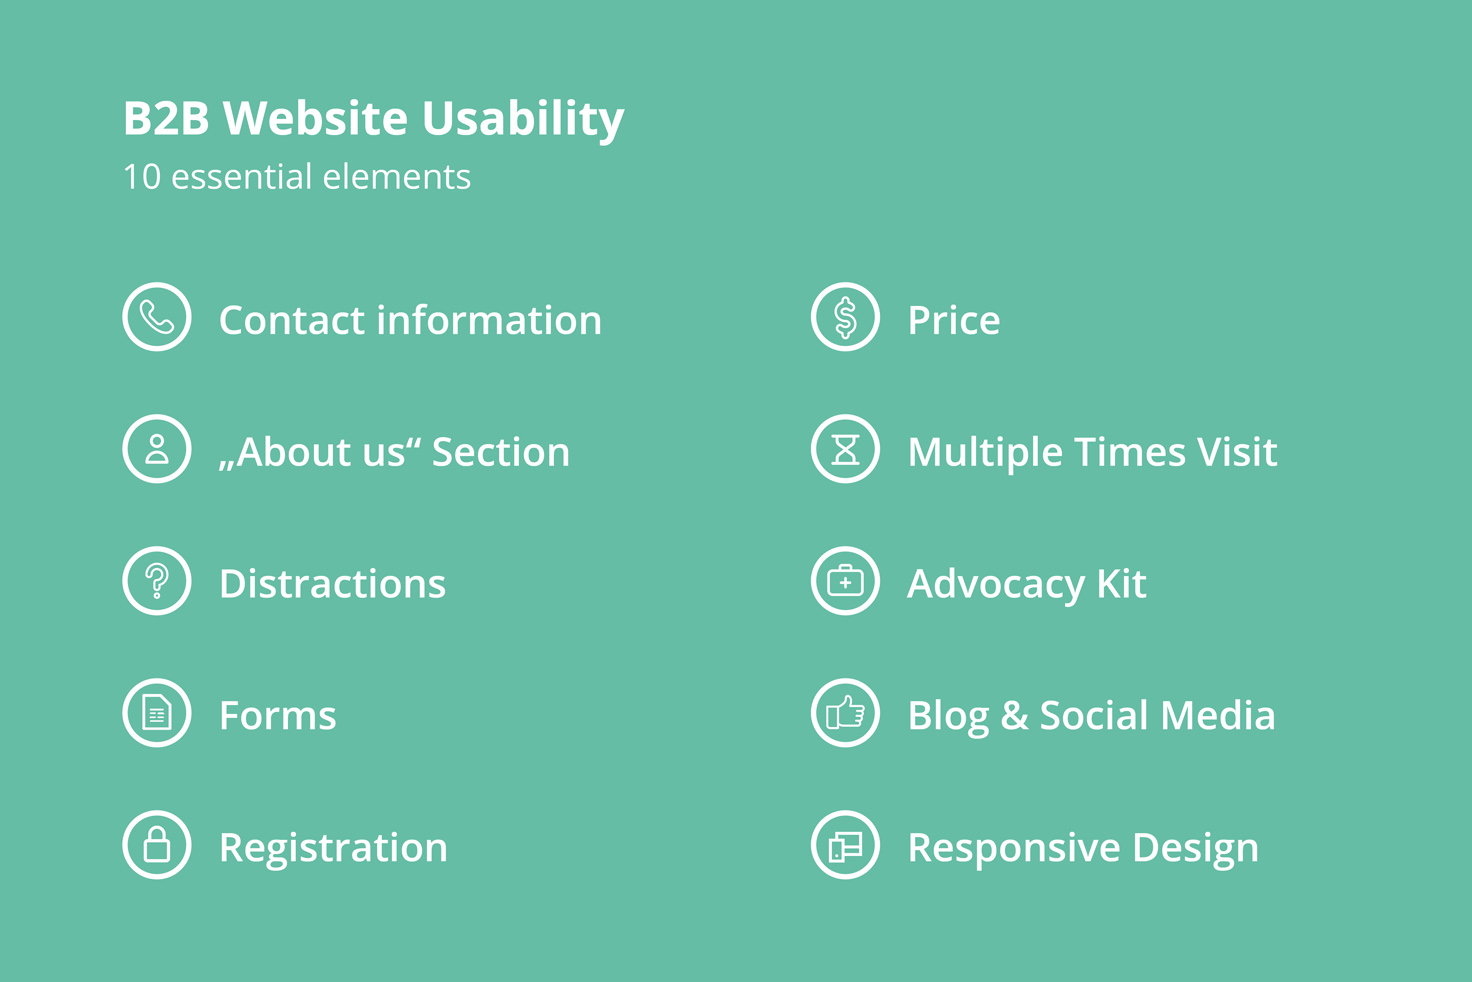 B2B Website Usability
10 essential elements
Contact information
„About us“ Section
Distractions
Forms
Registration
Price
Multiple Times Visit
Advocacy Kit
Blog & Social Media
Responsive Design